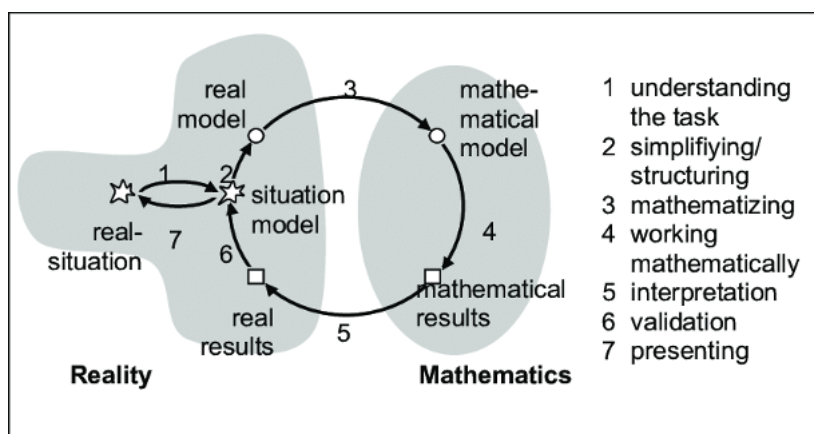 real
model
3
mathe-
matical
model
1
2
situation
model
real-
situation
7
6
4
mathematical
results
real
results
5
Reality
Mathematics
1 understanding
the task
2 simplifiying/
structuring
3 mathematizing
4 working
mathematically
5 interpretation
6 validation
7 presenting